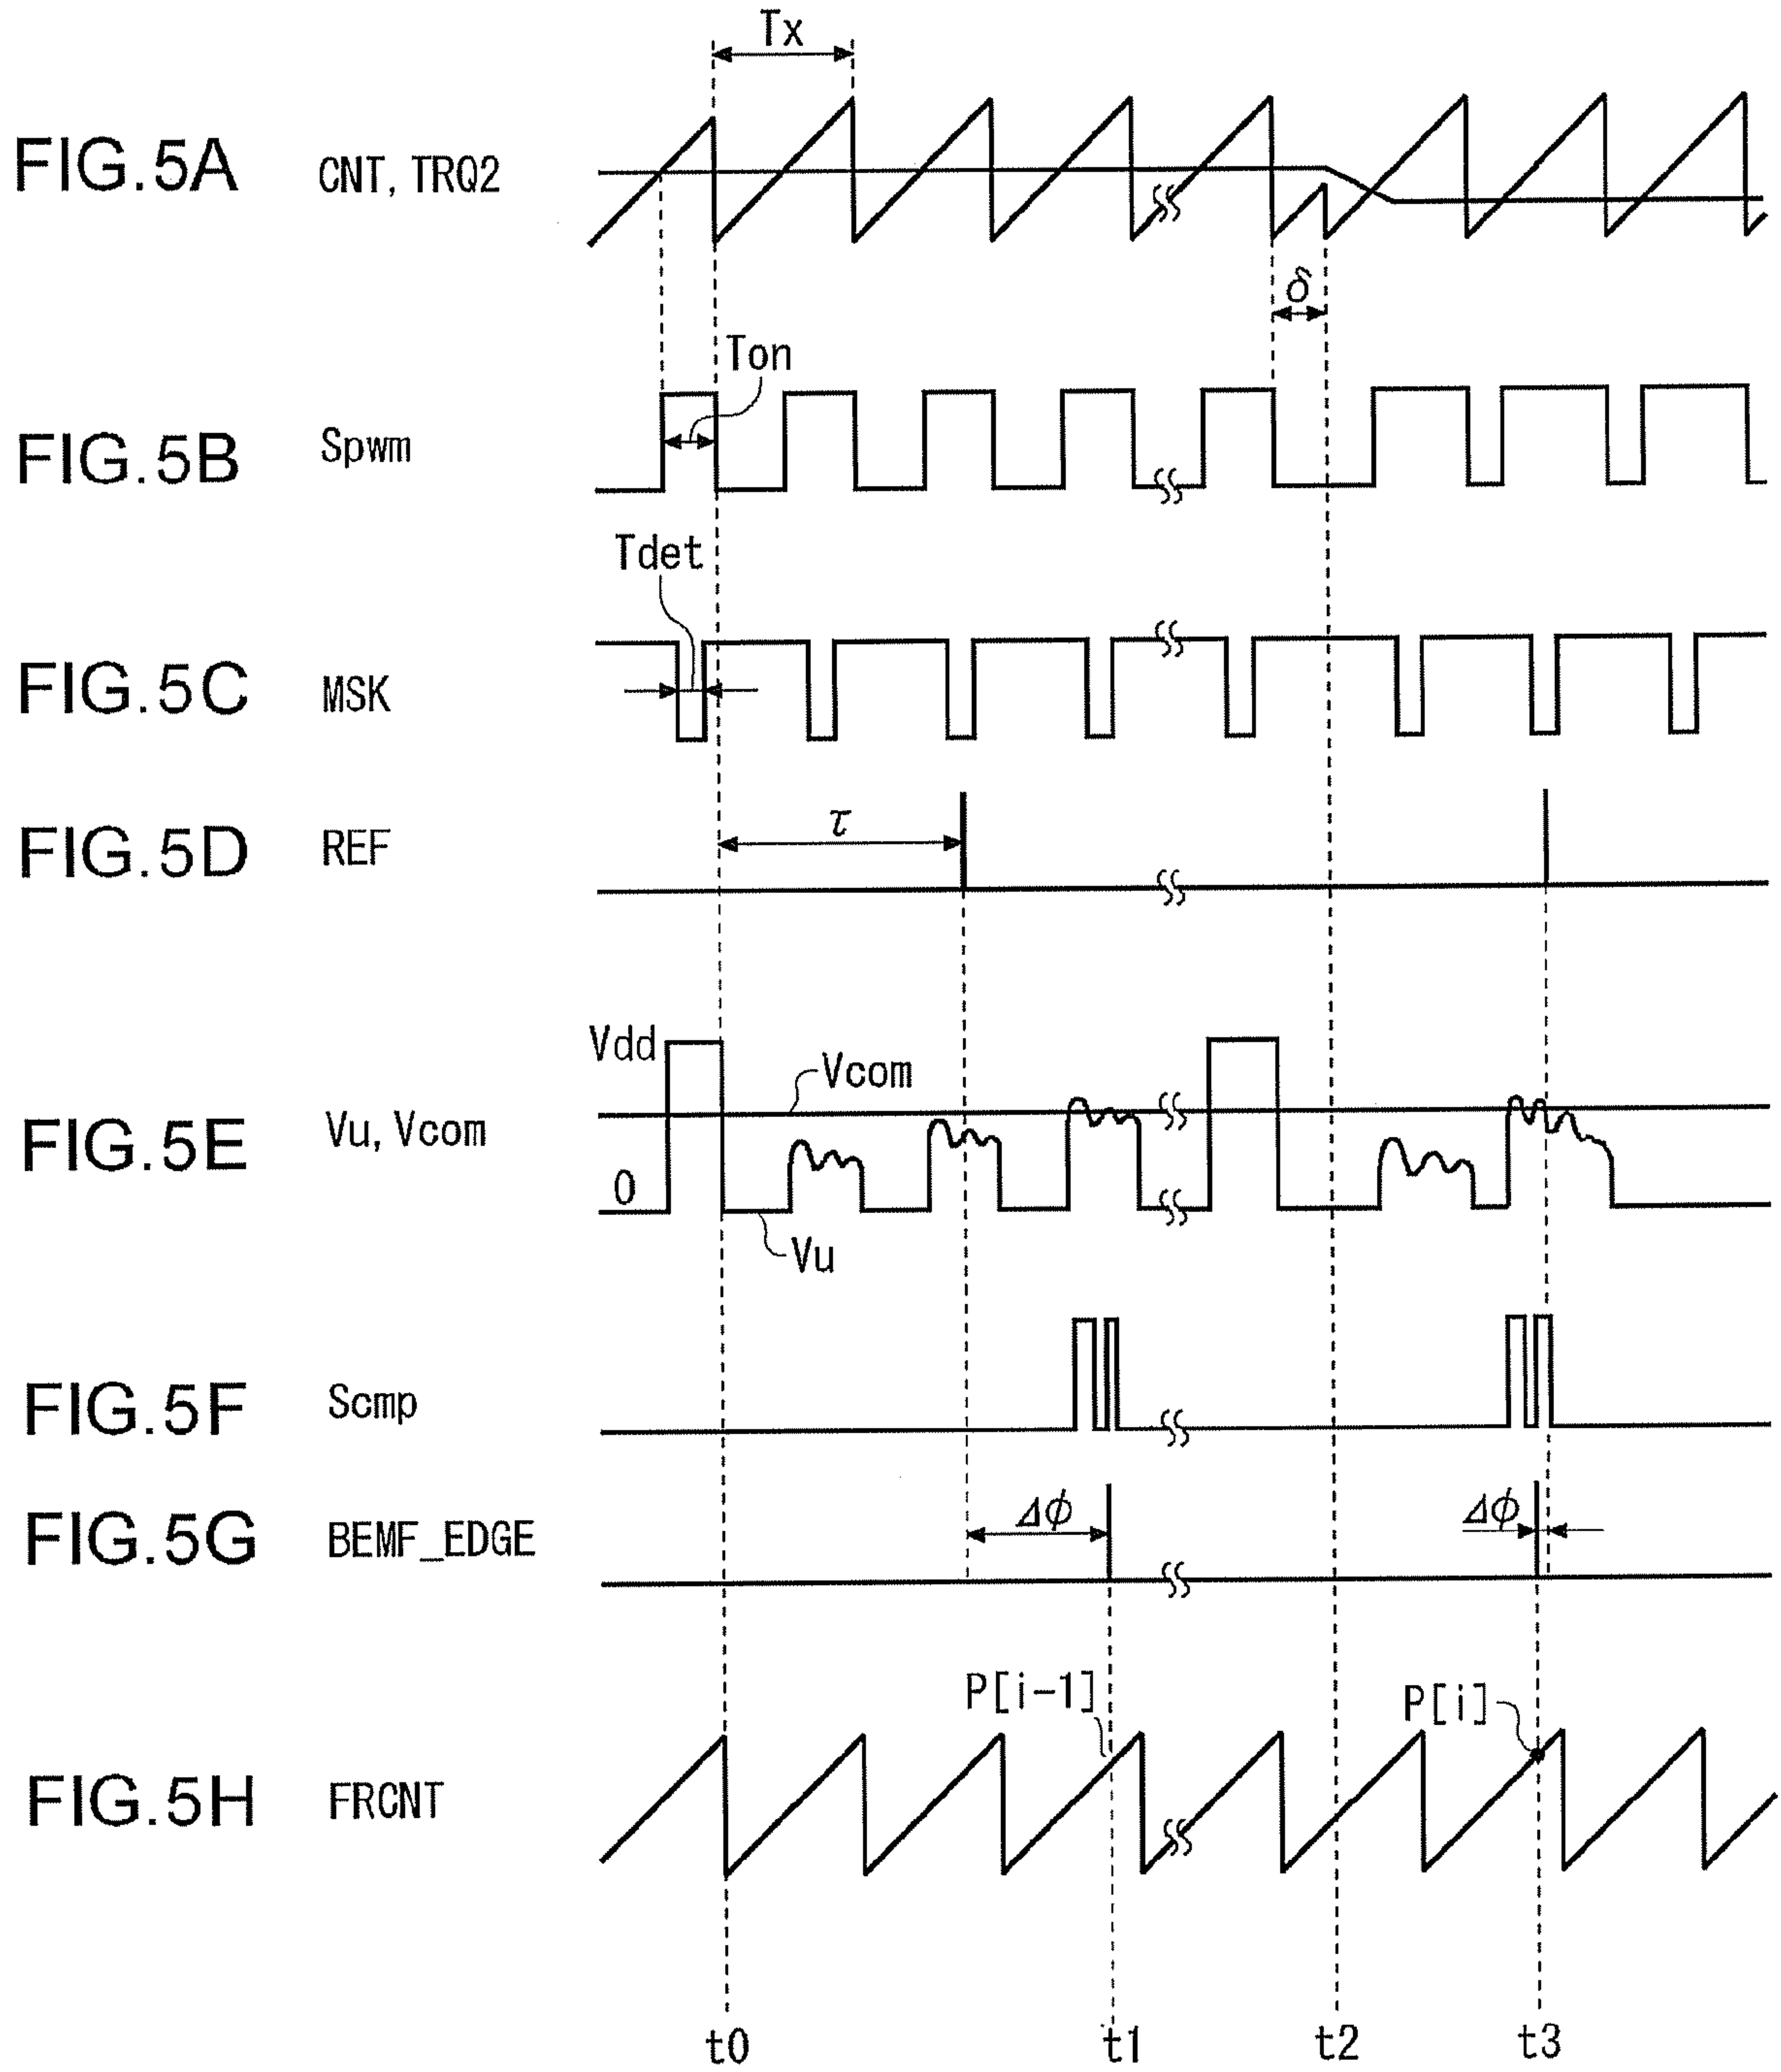 Tx
FIG.5A CNT, TRQ2
δ
Ton
FIG.5B Spwm
Tdet
FIG.5C MSK
τ
FIG.5D REF
Vdd
Vcom
FIG.5E Vu, Vcom
0
Vu
FIG.5F Scmp
Δφ Δφ
FIG.5G BEMF_EDGE
P[i-1] P[i]
FIG.5H FRCNT
t0 t1 t2 t3